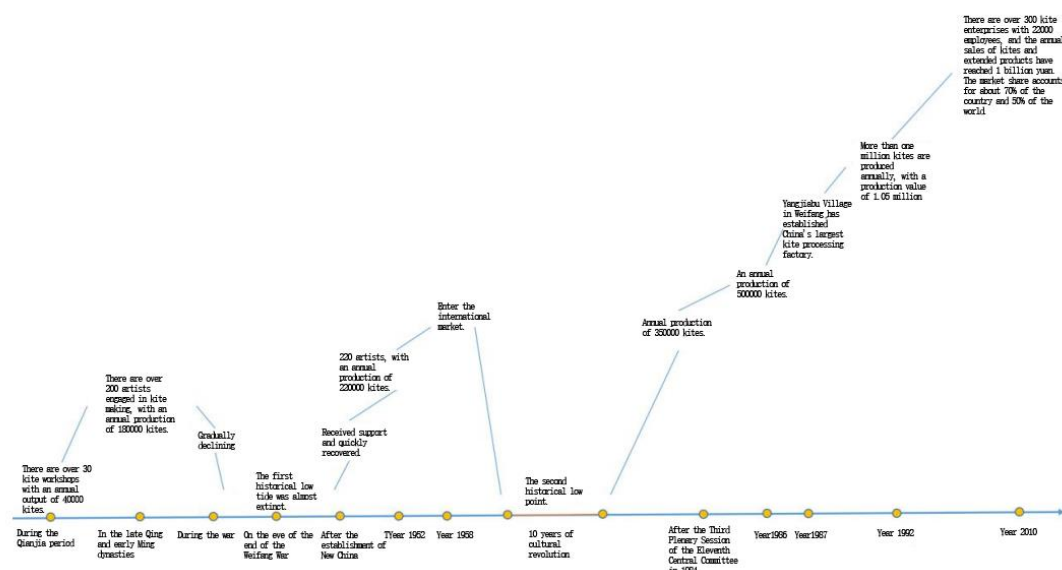 There are over 300 kite
enterprises with 22000
employees, and the annual
sales of kites and
extended products have
reached 1 billion yuan.
The market share accounts
for about 70% of the
country and 50% of the
world
More than one
million kites are
produced
annually, with a
production value
of 1.05 million
Yangjiabu Village
in Weifang has
established
China's largest
kite processing
factory.
An annual
production of
500000 kites.
Annual production
of 350000 kites.
Enter the
international
market.
220 artists, with
an annual
production of
220000 kites.
Received support
and quickly
recovered
There are over
200 artists
engaged in kite
making, with an
annual production
of 180000 kites.
Gradually
declining
There are over 30
kite workshops
with an annual
output of 40000
kites.
The first
historical low
tide was almost
extinct.
The second
historical low
point.
During the
Qianjia period
In the late Qing
and early Ming
dynasties
During the war
On the eve of the
end of the
Weifang War
After the
establishment of
New China
TYear 1952
Year 1958
10 years of
cultural
revolution
After the Third
Plenary Session
of the Eleventh
Central Committee
in 1984
Year1986
Year1987
Year 1992
Year 2010